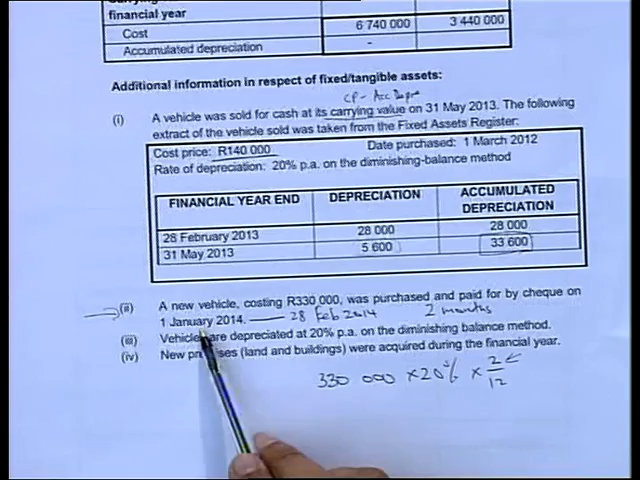 financial year
Cost 6 740 000 3 440 000
Accumulated depreciation -
Additional information in respect of fixed/tangible assets:
CP - Acc Depre
(i) A vehicle was sold for cash at its carrying value on 31 May 2013. The following
extract of the vehicle sold was taken from the Fixed Assets Register:
Cost price: R140 000 Date purchased: 1 March 2012
Rate of depreciation: 20% p.a. on the diminishing-balance method
FINANCIAL YEAR END DEPRECIATION ACCUMULATED DEPRECIATION
28 February 2013 28 000 28 000
31 May 2013 5 600 33 600
(ii) A new vehicle, costing R330 000, was purchased and paid for by cheque on
1 January 2014. 28 Feb 2014 2 months
(iii) Vehicles are depreciated at 20% p.a. on the diminishing balance method.
(iv) New (land and buildings) were acquired during the financial year.
330 000 x 20% x 2/12